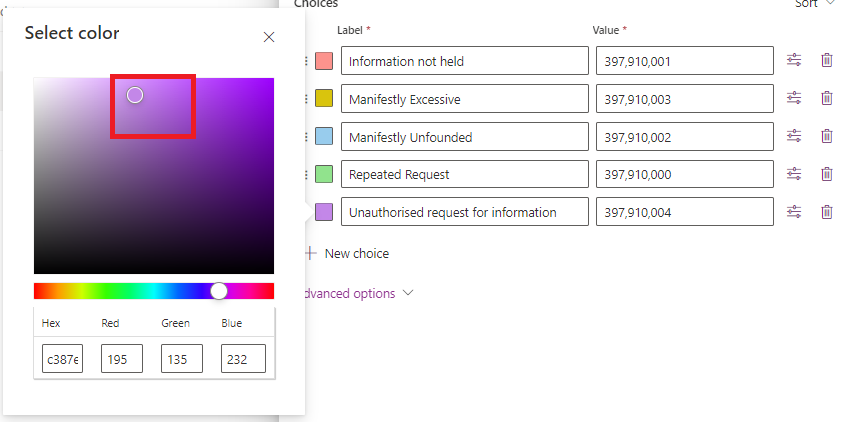 Choices
Sort
Select color
Label *
Value *
Information not held
397,910,001
Manifestly Excessive
397,910,003
Manifestly Unfounded
397,910,002
Repeated Request
397,910,000
Unauthorised request for information
397,910,004
New choice
dvanced options
Hex
Red
Green
Blue
c387e
195
135
232